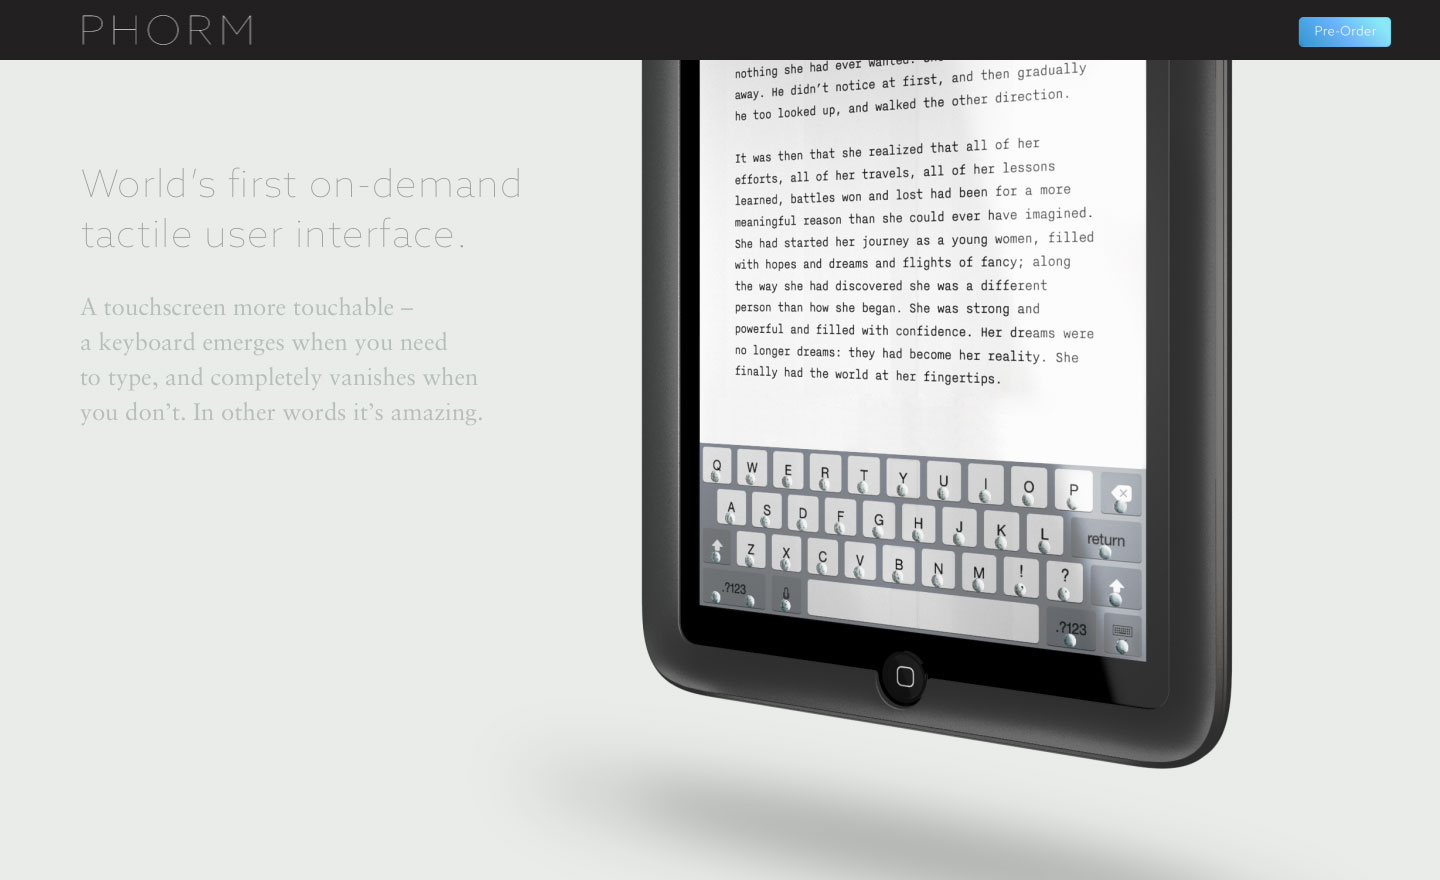 PHORM
Pre-Order
World's first on-demand
tactile user interface.
A touchscreen more touchable –
a keyboard emerges when you need
to type, and completely vanishes when
you don't. In other words it's amazing.
nothing she had ever wanted. She
away. He didn't notice at first, and then gradually
he too looked up, and walked the other direction.
It was then that she realized that all of her
efforts, all of her travels, all of her lessons
learned, battles won and lost had been for a more
meaningful reason than she could ever have imagined.
She had started her journey as a young women, filled
with hopes and dreams and flights of fancy; along
the way she had discovered she was a different
person than how she began. She was strong and
powerful and filled with confidence. Her dreams were
no longer dreams: they had become her reality. She
finally had the world at her fingertips.
Q W E R T Y U I O P
A S D F G H J K L return
Z X C V B N M ! ?
.?123 .?123